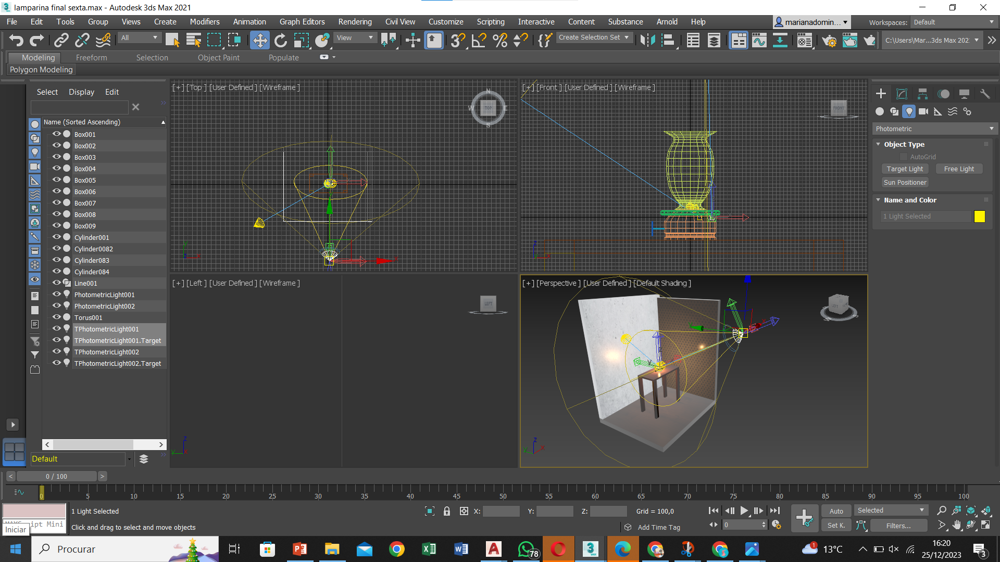 lamparina final sexta.max - Autodesk 3ds Max 2021
File Edit Tools Group Views Create Modifiers Animation Graph Editors Rendering Civil View Customize Scripting Interactive Content Substance Arnold Help
marianadomin...
Workspaces: Default
All
View
Create Selection Set
C:\Users\Mar...3ds Max 202
Modeling Freeform Selection Object Paint Populate
Polygon Modeling
Select Display Edit
Name (Sorted Ascending)
Box001
Box002
Box003
Box004
Box005
Box006
Box007
Box008
Box009
Cylinder001
Cylinder0082
Cylinder083
Cylinder084
Line001
PhotometricLight001
PhotometricLight002
Torus001
TPhotometricLight001
TPhotometricLight001.Target
TPhotometricLight002
TPhotometricLight002.Target
Default
[+] [Top ] [User Defined ] [Wireframe ]
N
W TOP E
S
[+] [Front ] [User Defined ] [Wireframe ]
FRONT
[+] [Left ] [User Defined ] [Wireframe ]
LEFT
[+] [Perspective ] [User Defined ] [Default Shading ]
Photometric
Object Type
AutoGrid
Target Light Free Light
Sun Positioner
Name and Color
1 Light Selected
0 / 100
0 5 10 15 20 25 30 35 40 45 50 55 60 65 70 75 80 85 90 95 100
1 Light Selected
X: Y: Z: Grid = 100,0
Auto Selected
ipt Mini
Iniciar
Click and drag to select and move objects
Add Time Tag
0
Set K. Filters...
Procurar
78
1
13°C
16:20
25/12/2023
3